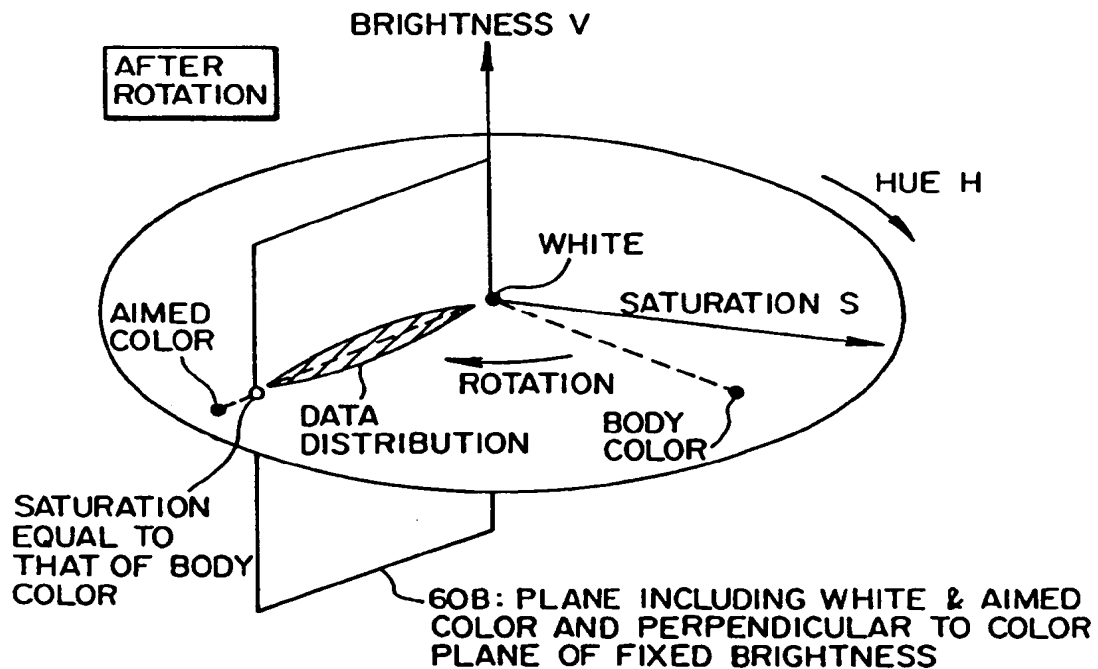 BRIGHTNESS V
AFTER
ROTATION
HUE H
WHITE
SATURATION S
AIMED
COLOR
ROTATION
DATA
DISTRIBUTION
BODY
COLOR
SATURATION
EQUAL TO
THAT OF BODY
COLOR
60B: PLANE INCLUDING WHITE & AIMED
COLOR AND PERPENDICULAR TO COLOR
PLANE OF FIXED BRIGHTNESS